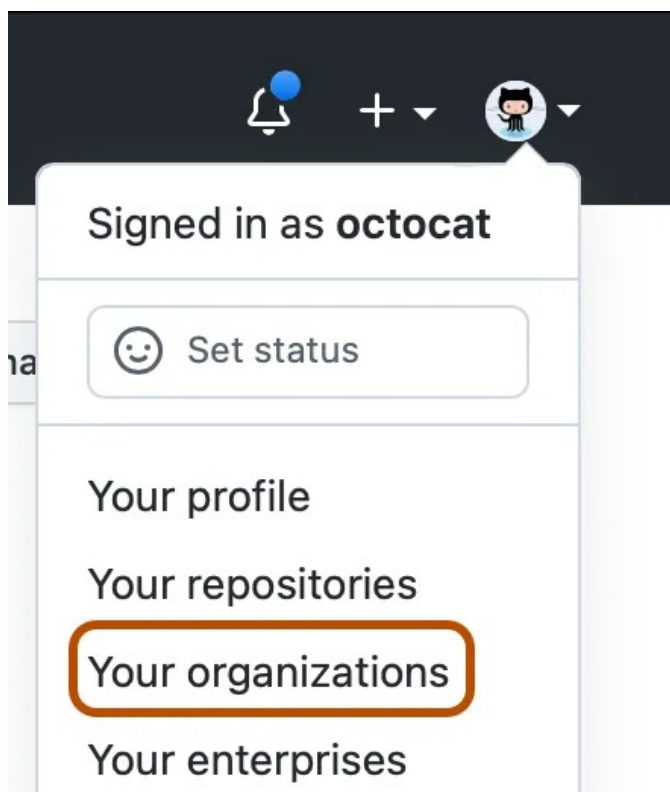 Signed in as octocat
Set status
Your profile
Your repositories
Your organizations
Your enterprises